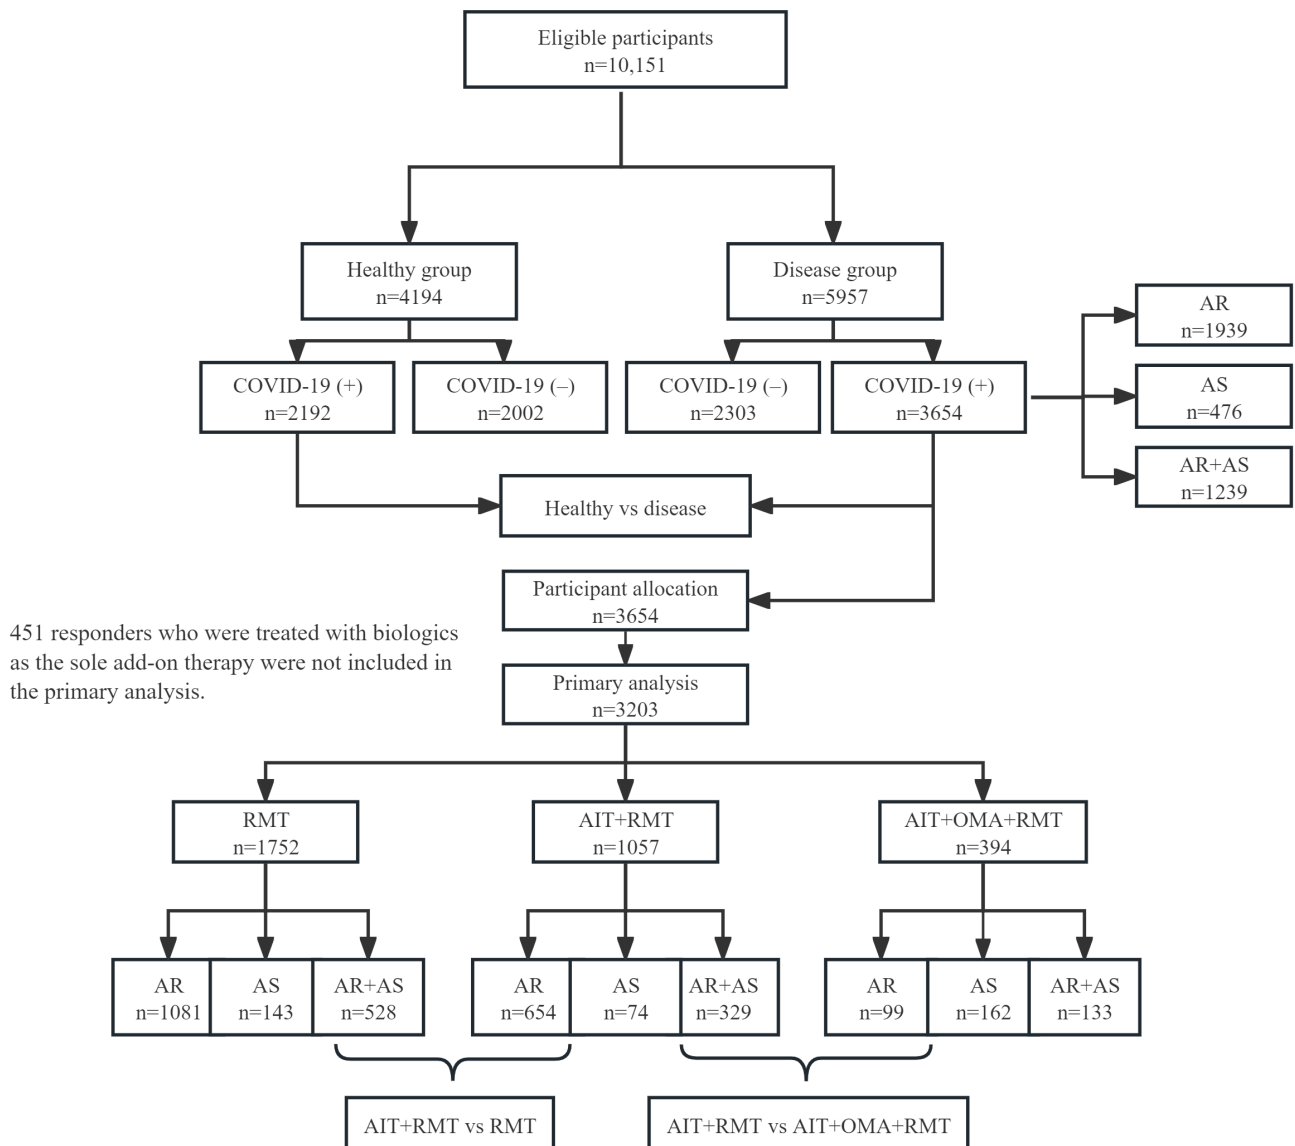 Eligible participants
n=10,151
Healthy group
n=4194
Disease group
n=5957
AR
n=1939
COVID-19 (+)
n=2192
COVID-19 (–)
n=2002
COVID-19 (–)
n=2303
COVID-19 (+)
n=3654
AS
n=476
AR+AS
n=1239
Healthy vs disease
Participant allocation
n=3654
451 responders who were treated with biologics
as the sole add-on therapy were not included in
the primary analysis.
Primary analysis
n=3203
RMT
n=1752
AIT+RMT
n=1057
AIT+OMA+RMT
n=394
AR
n=1081
AS
n=143
AR+AS
n=528
AR
n=654
AS
n=74
AR+AS
n=329
AR
n=99
AS
n=162
AR+AS
n=133
AIT+RMT vs RMT
AIT+RMT vs AIT+OMA+RMT